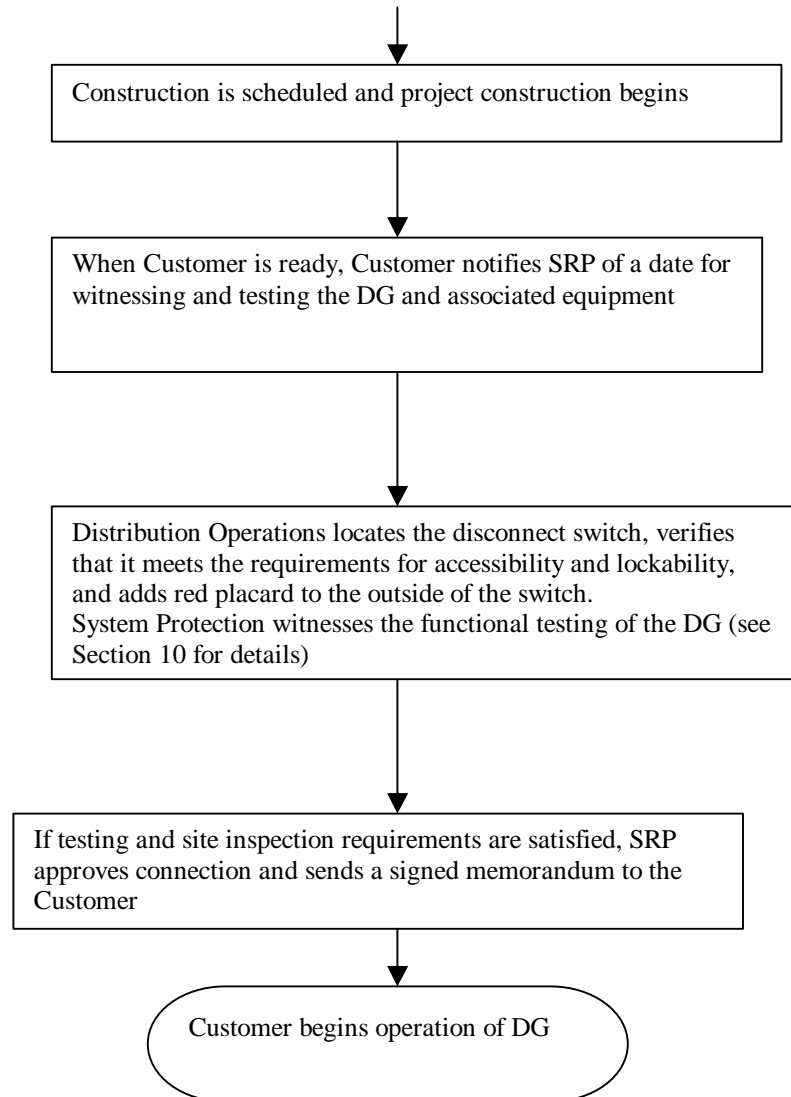 Construction is scheduled and project construction begins
When Customer is ready, Customer notifies SRP of a date for
witnessing and testing the DG and associated equipment
Distribution Operations locates the disconnect switch, verifies
that it meets the requirements for accessibility and lockability,
and adds red placard to the outside of the switch.
System Protection witnesses the functional testing of the DG (see
Section 10 for details)
If testing and site inspection requirements are satisfied, SRP
approves connection and sends a signed memorandum to the
Customer
Customer begins operation of DG